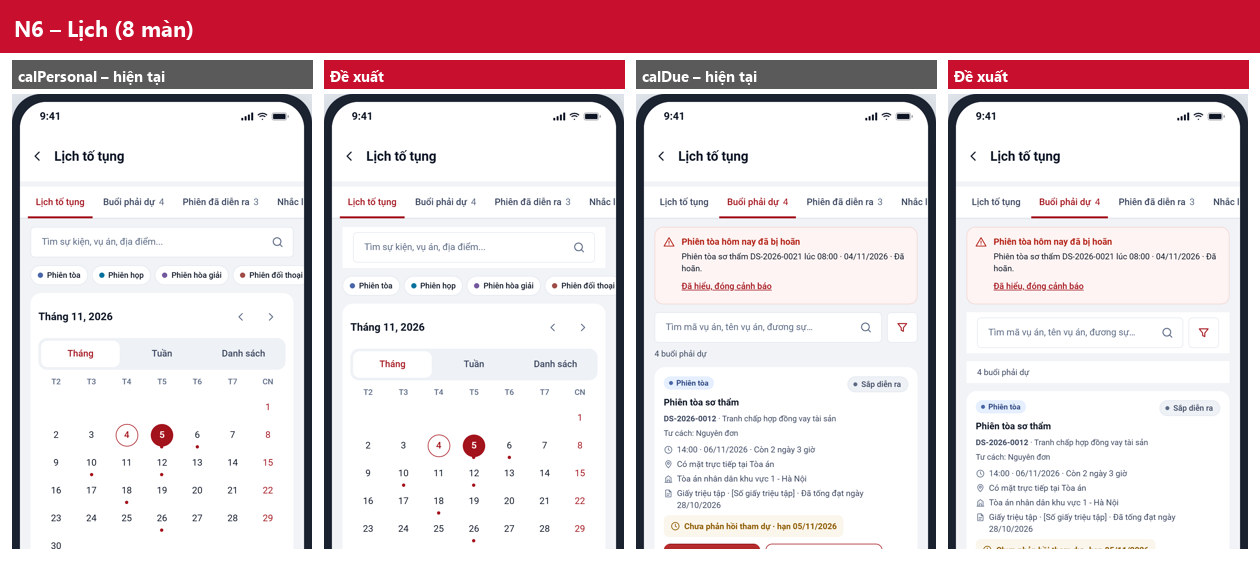 N6 – Lịch (8 màn)
calPersonal – hiện tại
9:41
Lịch tố tụng
Lịch tố tụng Buổi phải dự 4 Phiên đã diễn ra 3 Nhắc l
Tìm sự kiện, vụ án, địa điểm...
Phiên tòa Phiên họp Phiên hòa giải Phiên đối thoại
Tháng 11, 2026
Tháng Tuần Danh sách
T2 T3 T4 T5 T6 T7 CN
1
2 3 4 5 6 7 8
9 10 11 12 13 14 15
16 17 18 19 20 21 22
23 24 25 26 27 28 29
30
Đề xuất
9:41
Lịch tố tụng
Lịch tố tụng Buổi phải dự 4 Phiên đã diễn ra 3 Nhắc l
Tìm sự kiện, vụ án, địa điểm...
Phiên tòa Phiên họp Phiên hòa giải Phiên đối thoại
Tháng 11, 2026
Tháng Tuần Danh sách
T2 T3 T4 T5 T6 T7 CN
1
2 3 4 5 6 7 8
9 10 11 12 13 14 15
16 17 18 19 20 21 22
23 24 25 26 27 28 29
calDue – hiện tại
9:41
Lịch tố tụng
Lịch tố tụng Buổi phải dự 4 Phiên đã diễn ra 3 Nhắc l
Phiên tòa hôm nay đã bị hoãn
Phiên tòa sơ thẩm DS-2026-0021 lúc 08:00 · 04/11/2026 · Đã
hoãn.
Đã hiểu, đóng cảnh báo
Tìm mã vụ án, tên vụ án, đương sự...
4 buổi phải dự
Phiên tòa Sắp diễn ra
Phiên tòa sơ thẩm
DS-2026-0012 · Tranh chấp hợp đồng vay tài sản
Tư cách: Nguyên đơn
14:00 · 06/11/2026 · Còn 2 ngày 3 giờ
Có mặt trực tiếp tại Tòa án
Tòa án nhân dân khu vực 1 - Hà Nội
Giấy triệu tập · [Số giấy triệu tập] · Đã tống đạt ngày
28/10/2026
Chưa phản hồi tham dự · hạn 05/11/2026
Đề xuất
9:41
Lịch tố tụng
Lịch tố tụng Buổi phải dự 4 Phiên đã diễn ra 3 Nhắc l
Phiên tòa hôm nay đã bị hoãn
Phiên tòa sơ thẩm DS-2026-0021 lúc 08:00 · 04/11/2026 · Đã
hoãn.
Đã hiểu, đóng cảnh báo
Tìm mã vụ án, tên vụ án, đương sự...
4 buổi phải dự
Phiên tòa Sắp diễn ra
Phiên tòa sơ thẩm
DS-2026-0012 · Tranh chấp hợp đồng vay tài sản
Tư cách: Nguyên đơn
14:00 · 06/11/2026 · Còn 2 ngày 3 giờ
Có mặt trực tiếp tại Tòa án
Tòa án nhân dân khu vực 1 - Hà Nội
Giấy triệu tập · [Số giấy triệu tập] · Đã tống đạt ngày
28/10/2026
Chưa phản hồi tham dự · hạn 05/11/2026